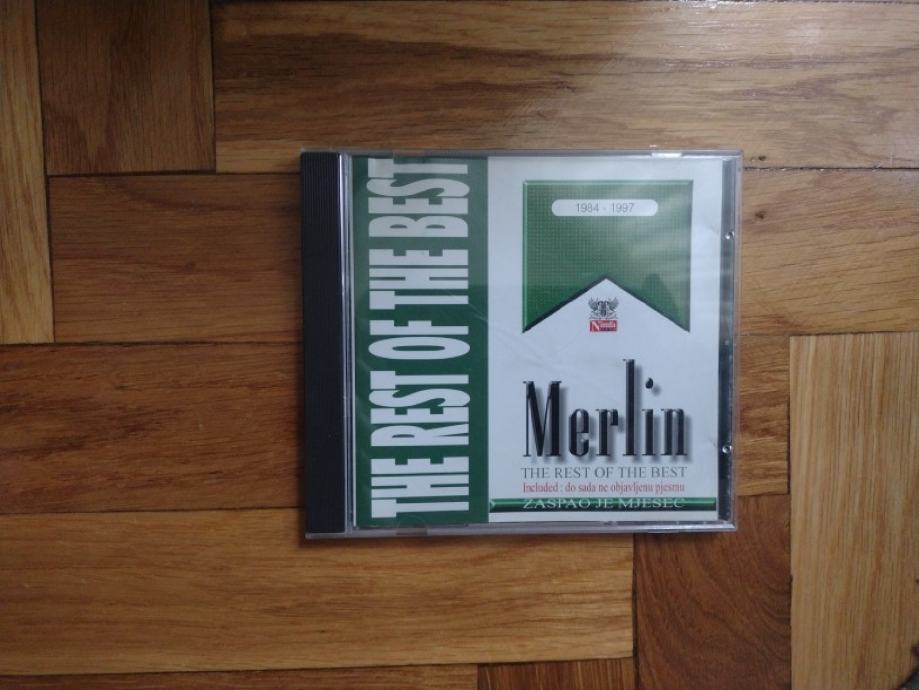 THE REST OF THE BEST
1984 - 1997
Nimfa
Merlin
THE REST OF THE BEST
Included : do sada ne objavljenu pjesmu
ZASPAO JE MJESEC